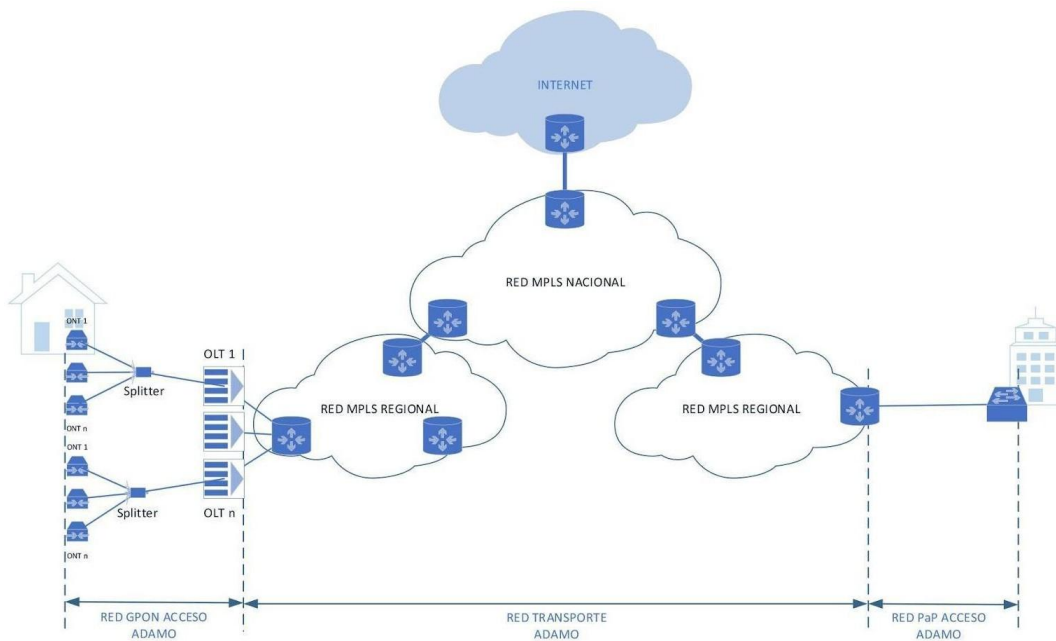 INTERNET
RED MPLS NACIONAL
ONT 1
OLT 1
Splitter
RED MPLS REGIONAL
RED MPLS REGIONAL
ONT n
ONT 1
Splitter
OLT n
ONT n
RED GPON ACCESO
ADAMO
RED TRANSPORTE
ADAMO
RED PaP ACCESO
ADAMO